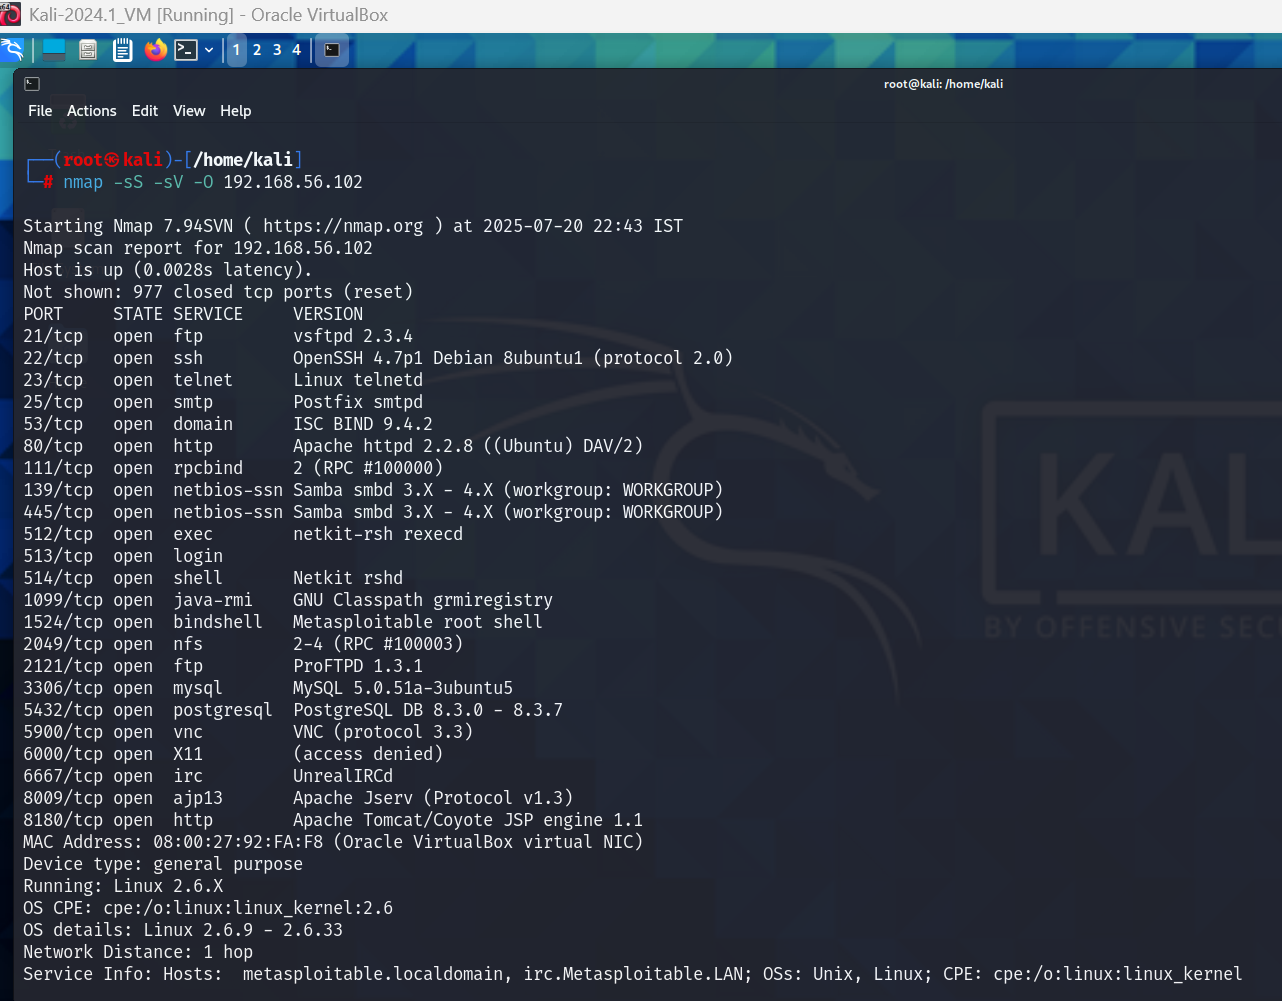 Kali-2024.1_VM [Running] - Oracle VirtualBox
1 2 3 4
root@kali: /home/kali
File Actions Edit View Help
┌──(root㉿kali)-[/home/kali]
└─# nmap -sS -sV -O 192.168.56.102
Starting Nmap 7.94SVN ( https://nmap.org ) at 2025-07-20 22:43 IST
Nmap scan report for 192.168.56.102
Host is up (0.0028s latency).
Not shown: 977 closed tcp ports (reset)
PORT     STATE SERVICE     VERSION
21/tcp   open  ftp         vsftpd 2.3.4
22/tcp   open  ssh         OpenSSH 4.7p1 Debian 8ubuntu1 (protocol 2.0)
23/tcp   open  telnet      Linux telnetd
25/tcp   open  smtp        Postfix smtpd
53/tcp   open  domain      ISC BIND 9.4.2
80/tcp   open  http        Apache httpd 2.2.8 ((Ubuntu) DAV/2)
111/tcp  open  rpcbind     2 (RPC #100000)
139/tcp  open  netbios-ssn Samba smbd 3.X - 4.X (workgroup: WORKGROUP)
445/tcp  open  netbios-ssn Samba smbd 3.X - 4.X (workgroup: WORKGROUP)
512/tcp  open  exec        netkit-rsh rexecd
513/tcp  open  login
514/tcp  open  shell       Netkit rshd
1099/tcp open  java-rmi    GNU Classpath grmiregistry
1524/tcp open  bindshell   Metasploitable root shell
2049/tcp open  nfs         2-4 (RPC #100003)
2121/tcp open  ftp         ProFTPD 1.3.1
3306/tcp open  mysql       MySQL 5.0.51a-3ubuntu5
5432/tcp open  postgresql  PostgreSQL DB 8.3.0 - 8.3.7
5900/tcp open  vnc         VNC (protocol 3.3)
6000/tcp open  X11         (access denied)
6667/tcp open  irc         UnrealIRCd
8009/tcp open  ajp13       Apache Jserv (Protocol v1.3)
8180/tcp open  http        Apache Tomcat/Coyote JSP engine 1.1
MAC Address: 08:00:27:92:FA:F8 (Oracle VirtualBox virtual NIC)
Device type: general purpose
Running: Linux 2.6.X
OS CPE: cpe:/o:linux:linux_kernel:2.6
OS details: Linux 2.6.9 - 2.6.33
Network Distance: 1 hop
Service Info: Hosts:  metasploitable.localdomain, irc.Metasploitable.LAN; OSs: Unix, Linux; CPE: cpe:/o:linux:linux_kernel
KAL
BY OFFENSIVE SEC